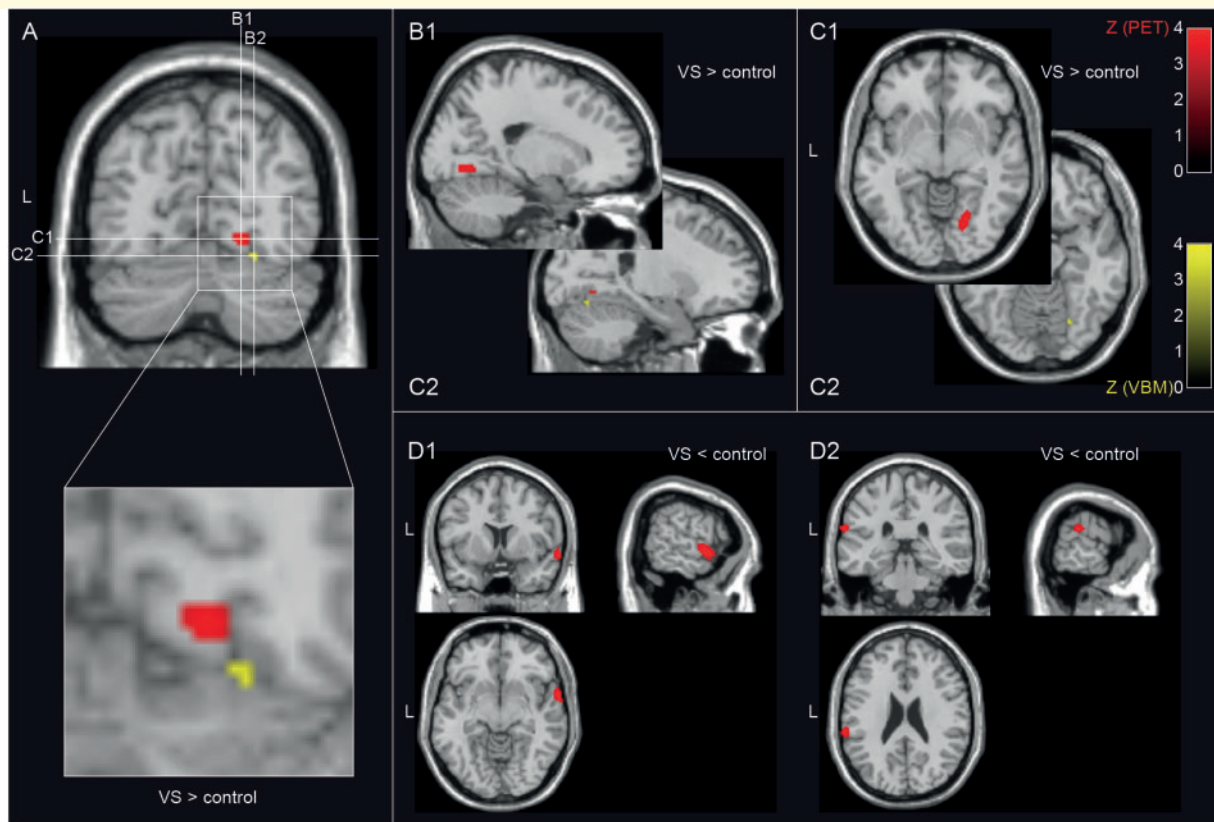 A
B1
B2
L
C1
C2
VS > control
B1
VS > control
C2
C1
VS > control
L
C2
Z (PET)
4
3
2
1
0
4
3
2
1
Z (VBM)
0
D1
VS < control
L
L
D2
VS < control
L
L